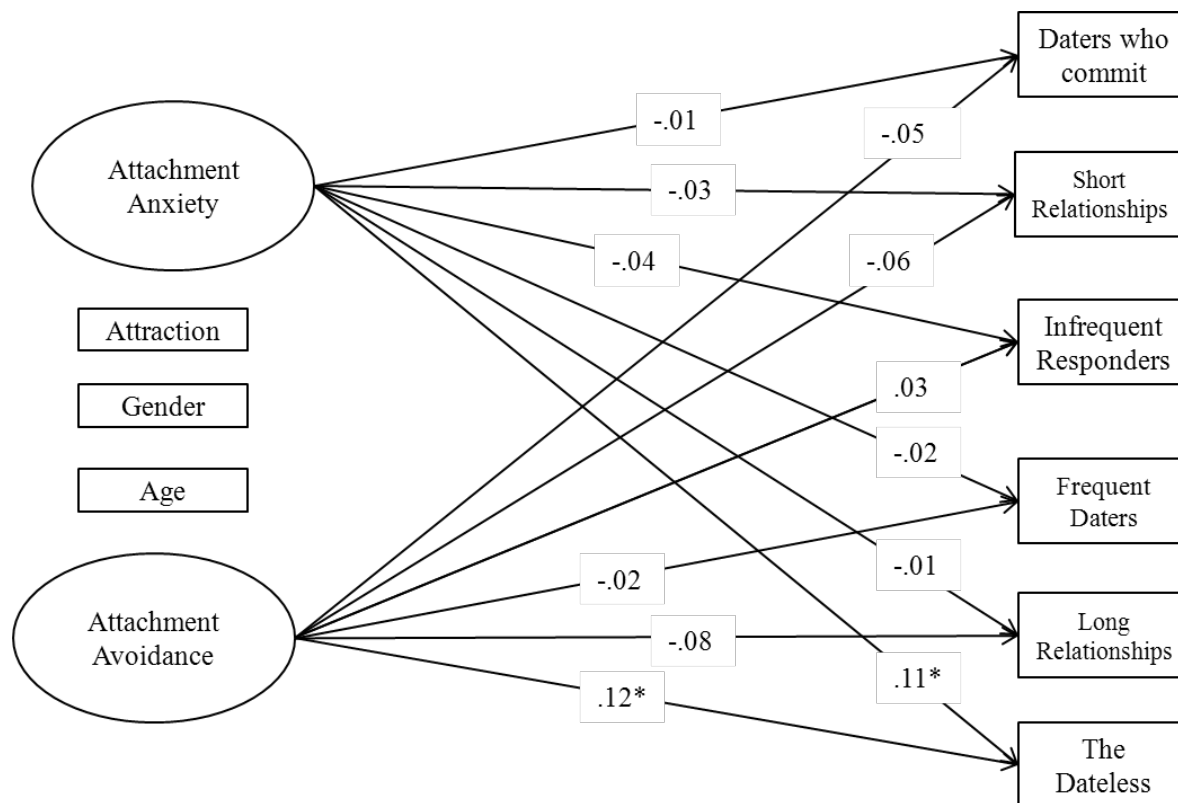 Daters who
commit
-.01
-.05
Attachment
Anxiety
-.03
Short
Relationships
-.04
-.06
Attraction
Infrequent
Responders
.03
Gender
-.02
Age
Frequent
Daters
-.02
-.01
Attachment
Avoidance
-.08
Long
Relationships
.12*
.11*
The
Dateless